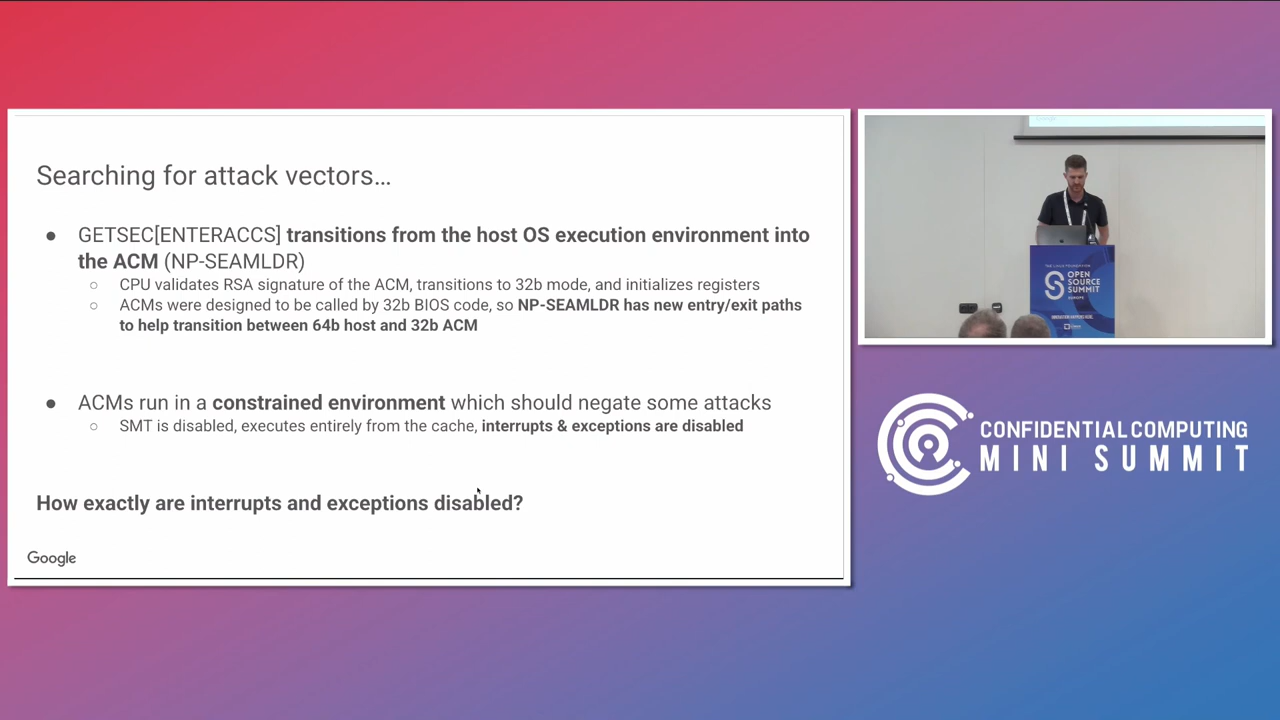 Searching for attack vectors…
● GETSEC[ENTERACCS] transitions from the host OS execution environment into
the ACM (NP-SEAMLDR)
○ CPU validates RSA signature of the ACM, transitions to 32b mode, and initializes registers
○ ACMs were designed to be called by 32b BIOS code, so NP-SEAMLDR has new entry/exit paths
to help transition between 64b host and 32b ACM
● ACMs run in a constrained environment which should negate some attacks
○ SMT is disabled, executes entirely from the cache, interrupts & exceptions are disabled
How exactly are interrupts and exceptions disabled?
Google
THE LINUX FOUNDATION
OPEN
SOURCE
SUMMIT
EUROPE
CONFIDENTIAL COMPUTING
MINI SUMMIT